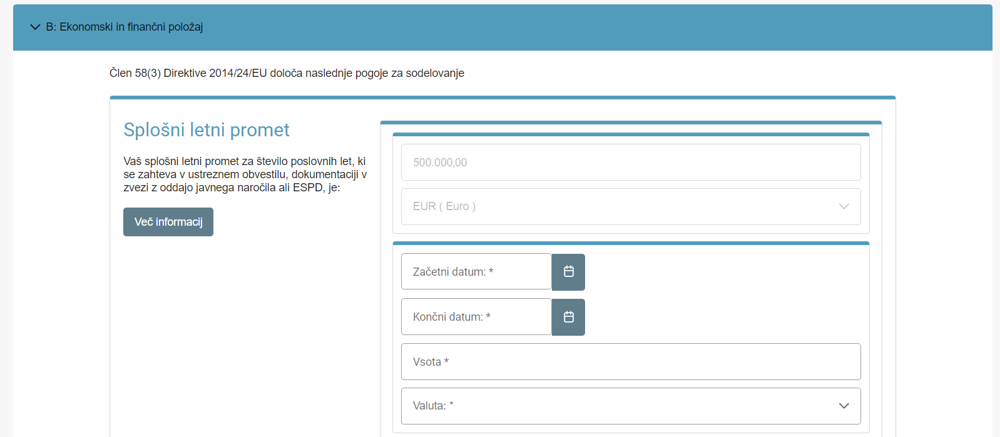 B: Ekonomski in finančni položaj
Člen 58(3) Direktive 2014/24/EU določa naslednje pogoje za sodelovanje
Splošni letni promet
Vaš splošni letni promet za število poslovnih let, ki
se zahteva v ustreznem obvestilu, dokumentaciji v
zvezi z oddajo javnega naročila ali ESPD, je:
Več informacij
500.000,00
EUR ( Euro )
Začetni datum: *
Končni datum: *
Vsota *
Valuta: *